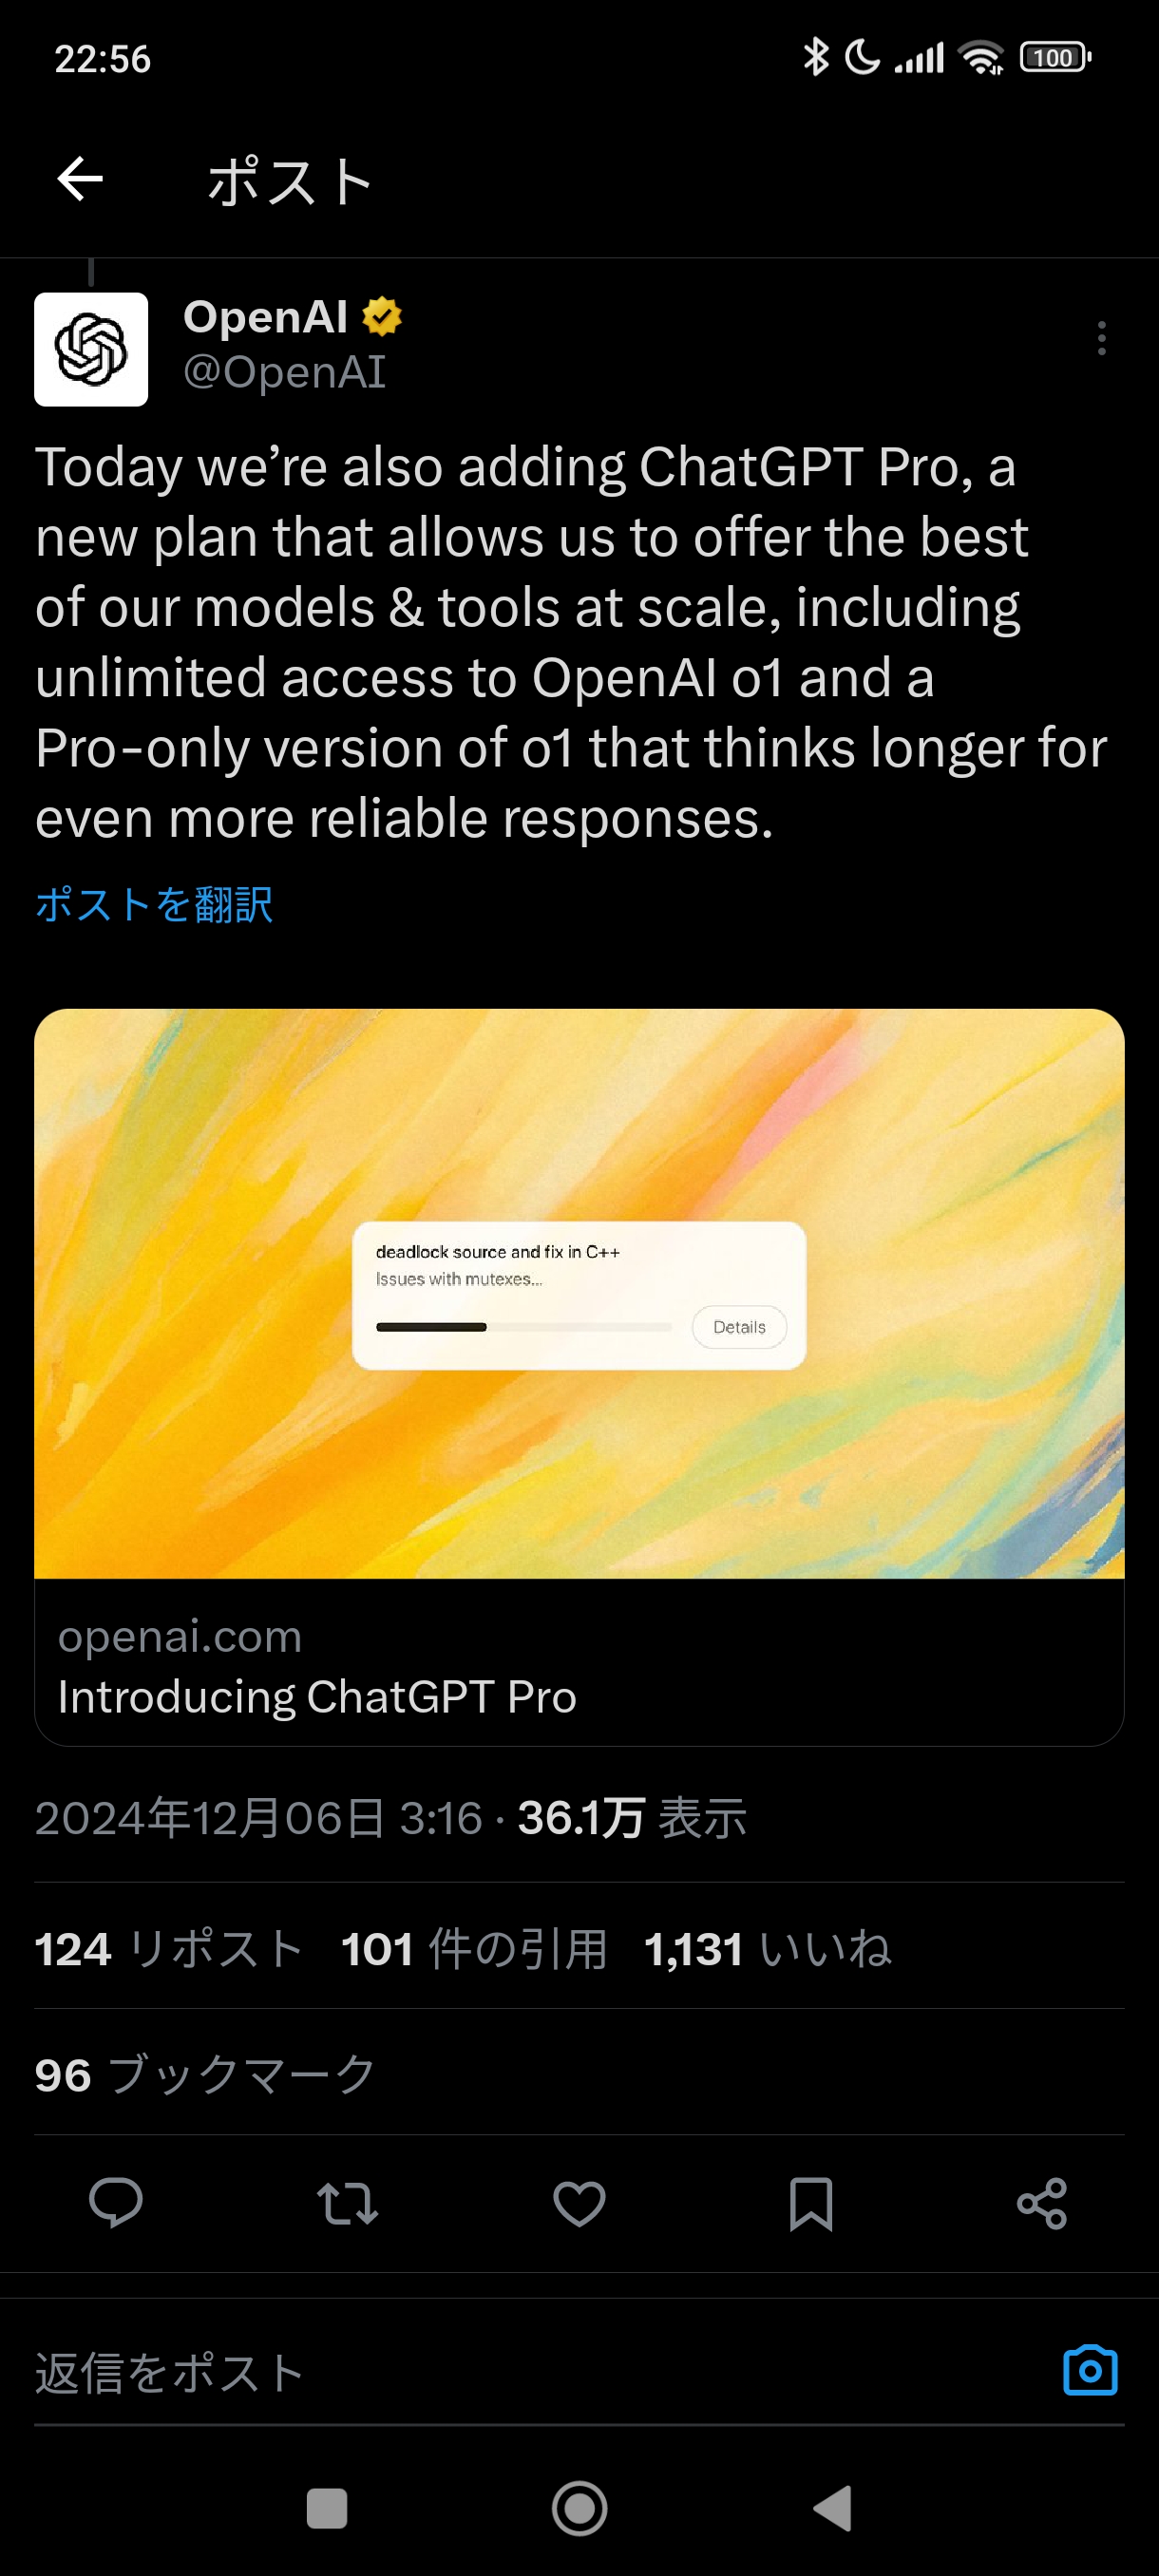 22:56
100
ポスト
OpenAI
@OpenAI
Today we’re also adding ChatGPT Pro, a
new plan that allows us to offer the best
of our models & tools at scale, including
unlimited access to OpenAI o1 and a
Pro-only version of o1 that thinks longer for
even more reliable responses.
ポストを翻訳
deadlock source and fix in C++
Issues with mutexes...
Details
openai.com
Introducing ChatGPT Pro
2024年12月06日 3:16 · 36.1万 表示
124 リポスト 101 件の引用 1,131 いいね
96 ブックマーク
返信をポスト